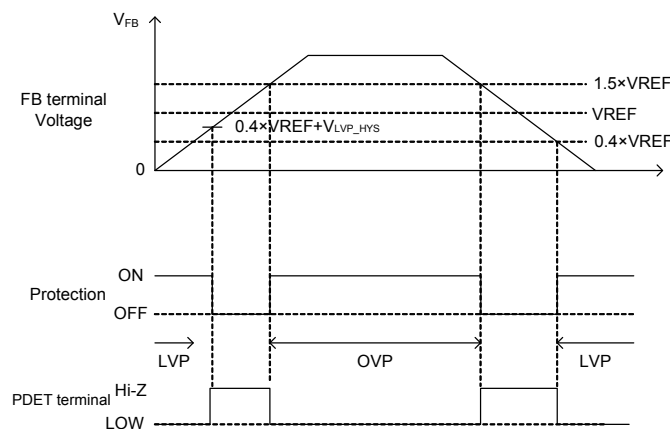 VFB
1.5×VREF
FB terminal
Voltage
VREF
0.4×VREF+VLVP_HYS
0.4×VREF
0
ON
Protection
OFF
LVP
OVP
LVP
Hi-Z
PDET terminal
LOW